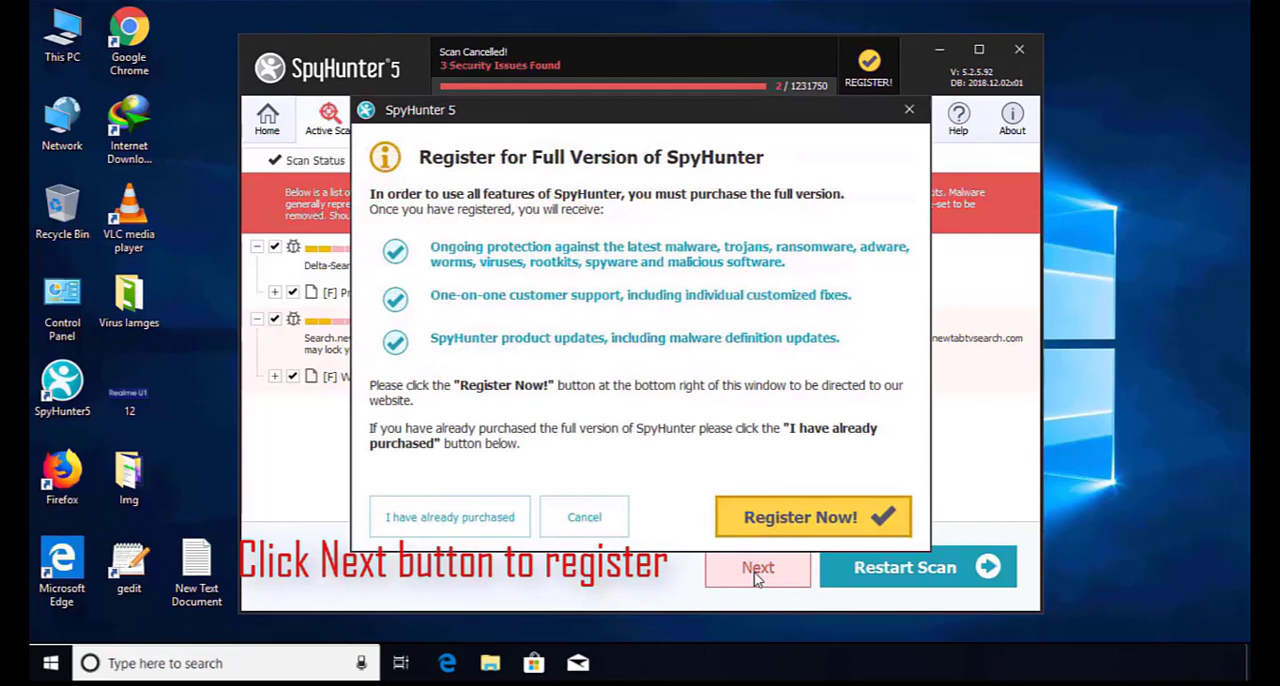 This PC
Google Chrome
Network
Internet Downlo...
Recycle Bin
VLC media player
Control Panel
Virus Iamges
SpyHunter5
Realme U1
12
Firefox
Img
Microsoft Edge
gedit
New Text Document
SpyHunter 5
Scan Cancelled!
3 Security Issues Found
2 / 1231750
REGISTER!
V: 5.2.5.92
DB: 2018.12.02x01
Home
Active Sca
Help
About
Scan Status
Below is a list o
generally repre
removed. Shou
its. Malware
-set to be
Delta-Sear
[F] Pr
Search.nev
may lock y
newtabtvsearch.com
[F] W
SpyHunter 5
Register for Full Version of SpyHunter
In order to use all features of SpyHunter, you must purchase the full version.
Once you have registered, you will receive:
Ongoing protection against the latest malware, trojans, ransomware, adware,
worms, viruses, rootkits, spyware and malicious software.
One-on-one customer support, including individual customized fixes.
SpyHunter product updates, including malware definition updates.
Please click the "Register Now!" button at the bottom right of this window to be directed to our
website.
If you have already purchased the full version of SpyHunter please click the "I have already
purchased" button below.
I have already purchased
Cancel
Register Now!
Click Next button to register
Next
Restart Scan
Type here to search